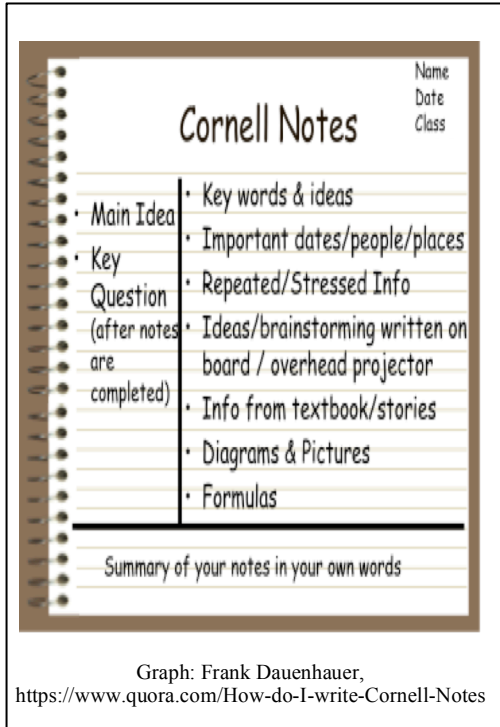 Name
Date
Class
Cornell Notes
• Main Idea
• Key
Question
(after notes
are
completed)
• Key words & ideas
• Important dates/people/places
• Repeated/Stressed Info
• Ideas/brainstorming written on
board / overhead projector
• Info from textbook/stories
• Diagrams & Pictures
• Formulas
Summary of your notes in your own words
Graph: Frank Dauenhauer,
https://www.quora.com/How-do-I-write-Cornell-Notes